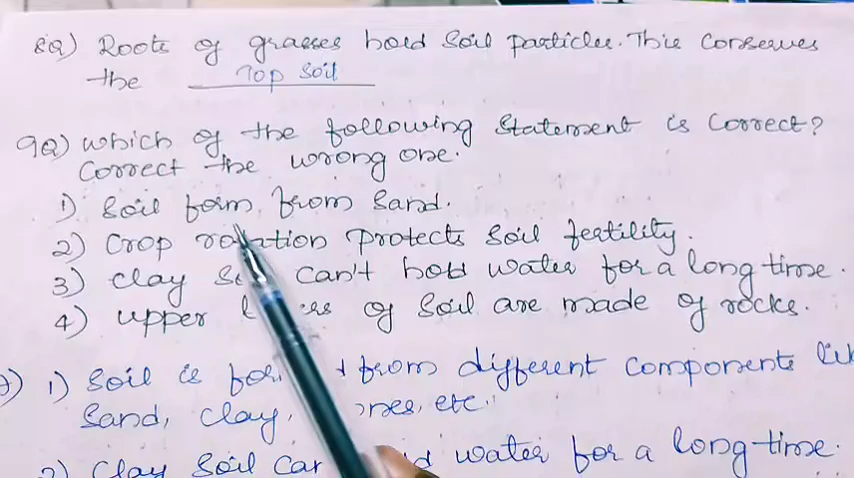 8Q) Roots of grasses hold soil particles. This conserves
the Top soil
9Q) which of the following statement is correct?
correct the wrong one.
1) Soil form from sand.
2) Crop rotation protects soil fertility.
3) Clay can't hold water for a long time.
4) upper of soil are made of rocks.
1) Soil is from different components
sand, clay, etc.
2) Clay soil can water for a long time.